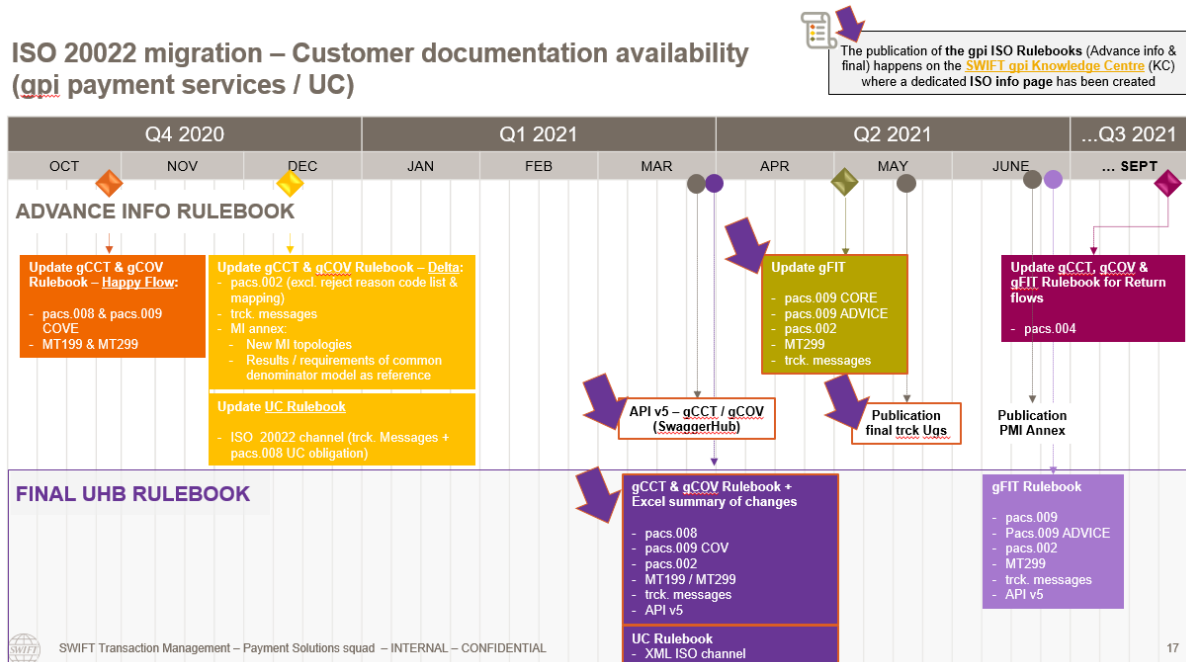 ISO 20022 migration – Customer documentation availability
(gpi payment services / UC)
The publication of the gpi ISO Rulebooks (Advance info &
final) happens on the SWIFT gpi Knowledge Centre (KC)
where a dedicated ISO info page has been created
Q4 2020
Q1 2021
Q2 2021
...Q3 2021
OCT
NOV
DEC
JAN
FEB
MAR
APR
MAY
JUNE
... SEPT
ADVANCE INFO RULEBOOK
Update gCCT & gCOV
Rulebook – Happy Flow:
- pacs.008 & pacs.009
COVE
- MT199 & MT299
Update gCCT & gCOV Rulebook – Delta:
- pacs.002 (excl. reject reason code list &
mapping)
- trck. messages
- MI annex:
- New MI topologies
- Results / requirements of common
denominator model as reference
Update UC Rulebook
- ISO 20022 channel (trck. Messages +
pacs.008 UC obligation)
API v5 – gCCT / gCOV
(SwaggerHub)
Update gFIT
- pacs.009 CORE
- pacs.009 ADVICE
- pacs.002
- MT299
- trck. messages
Publication
final trck Ugs
Publication
PMI Annex
Update gCCT, gCOV &
gFIT Rulebook for Return
flows
- pacs.004
FINAL UHB RULEBOOK
gCCT & gCOV Rulebook +
Excel summary of changes
- pacs.008
- pacs.009 COV
- pacs.002
- MT199 / MT299
- trck. messages
- API v5
UC Rulebook
- XML ISO channel
gFIT Rulebook
- pacs.009
- Pacs.009 ADVICE
- pacs.002
- MT299
- trck. messages
- API v5
SWIFT
SWIFT Transaction Management – Payment Solutions squad – INTERNAL – CONFIDENTIAL
17